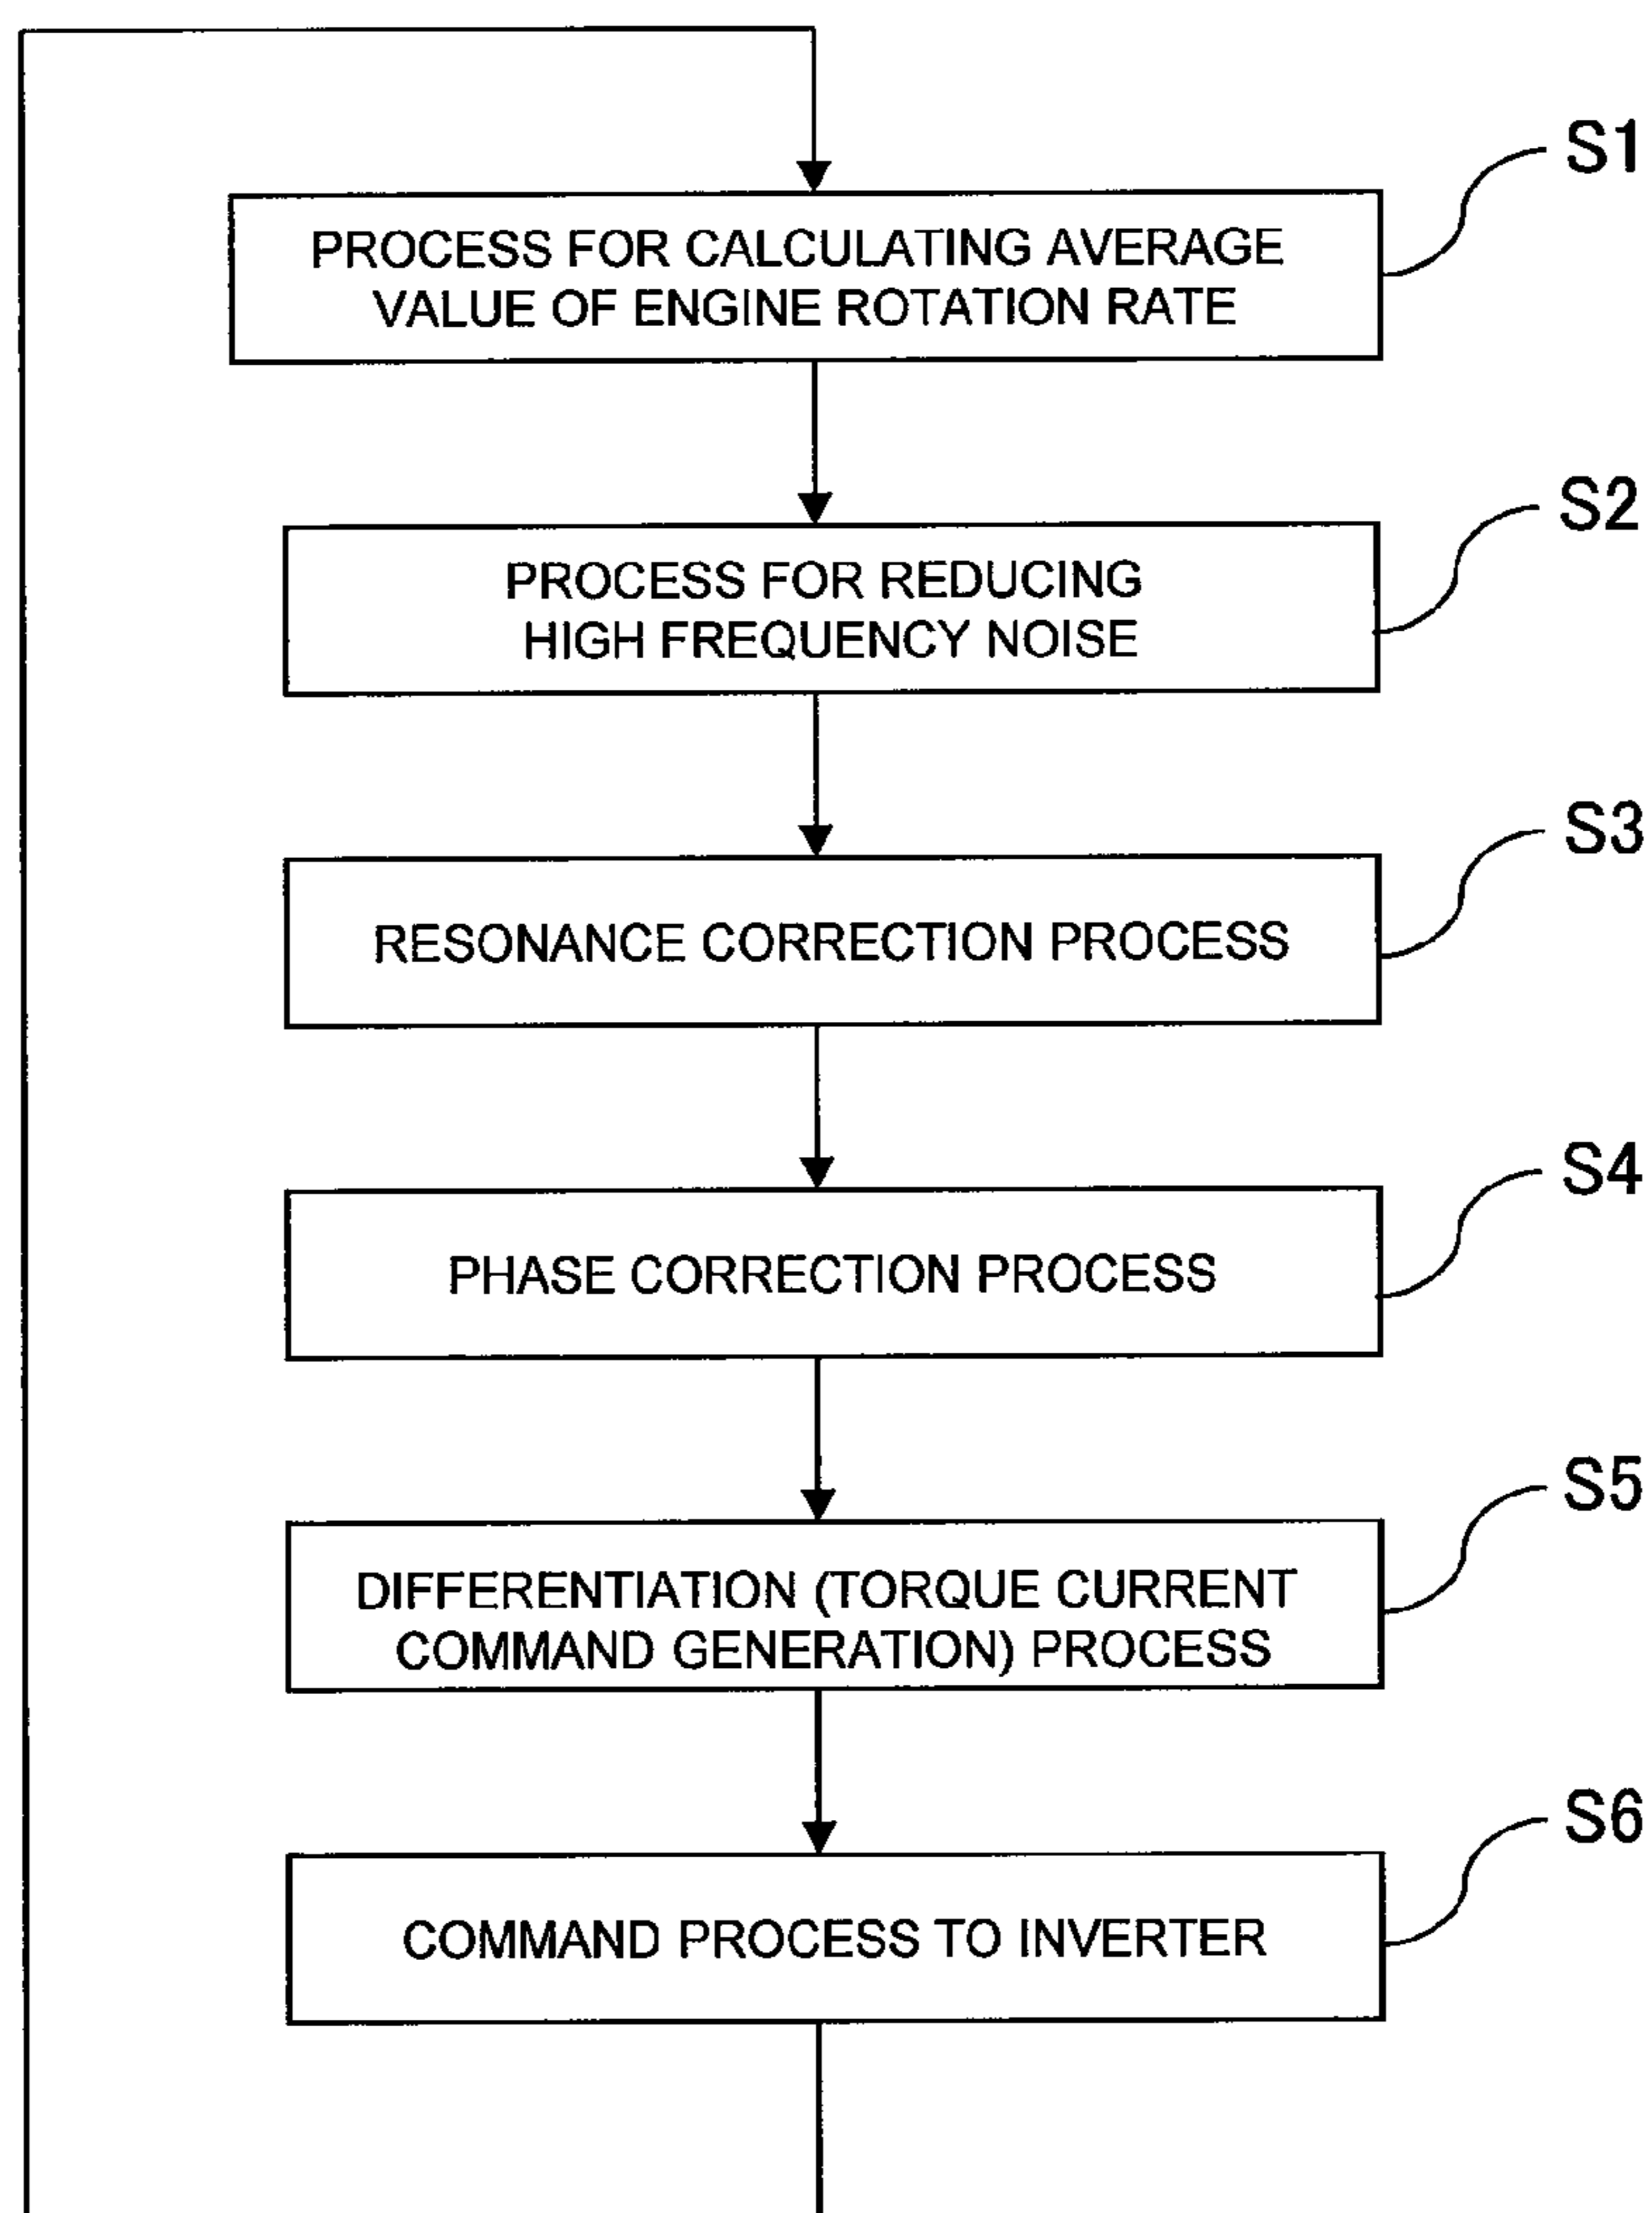 S1
PROCESS FOR CALCULATING AVERAGE
VALUE OF ENGINE ROTATION RATE
S2
PROCESS FOR REDUCING
HIGH FREQUENCY NOISE
S3
RESONANCE CORRECTION PROCESS
S4
PHASE CORRECTION PROCESS
S5
DIFFERENTIATION (TORQUE CURRENT
COMMAND GENERATION) PROCESS
S6
COMMAND PROCESS TO INVERTER